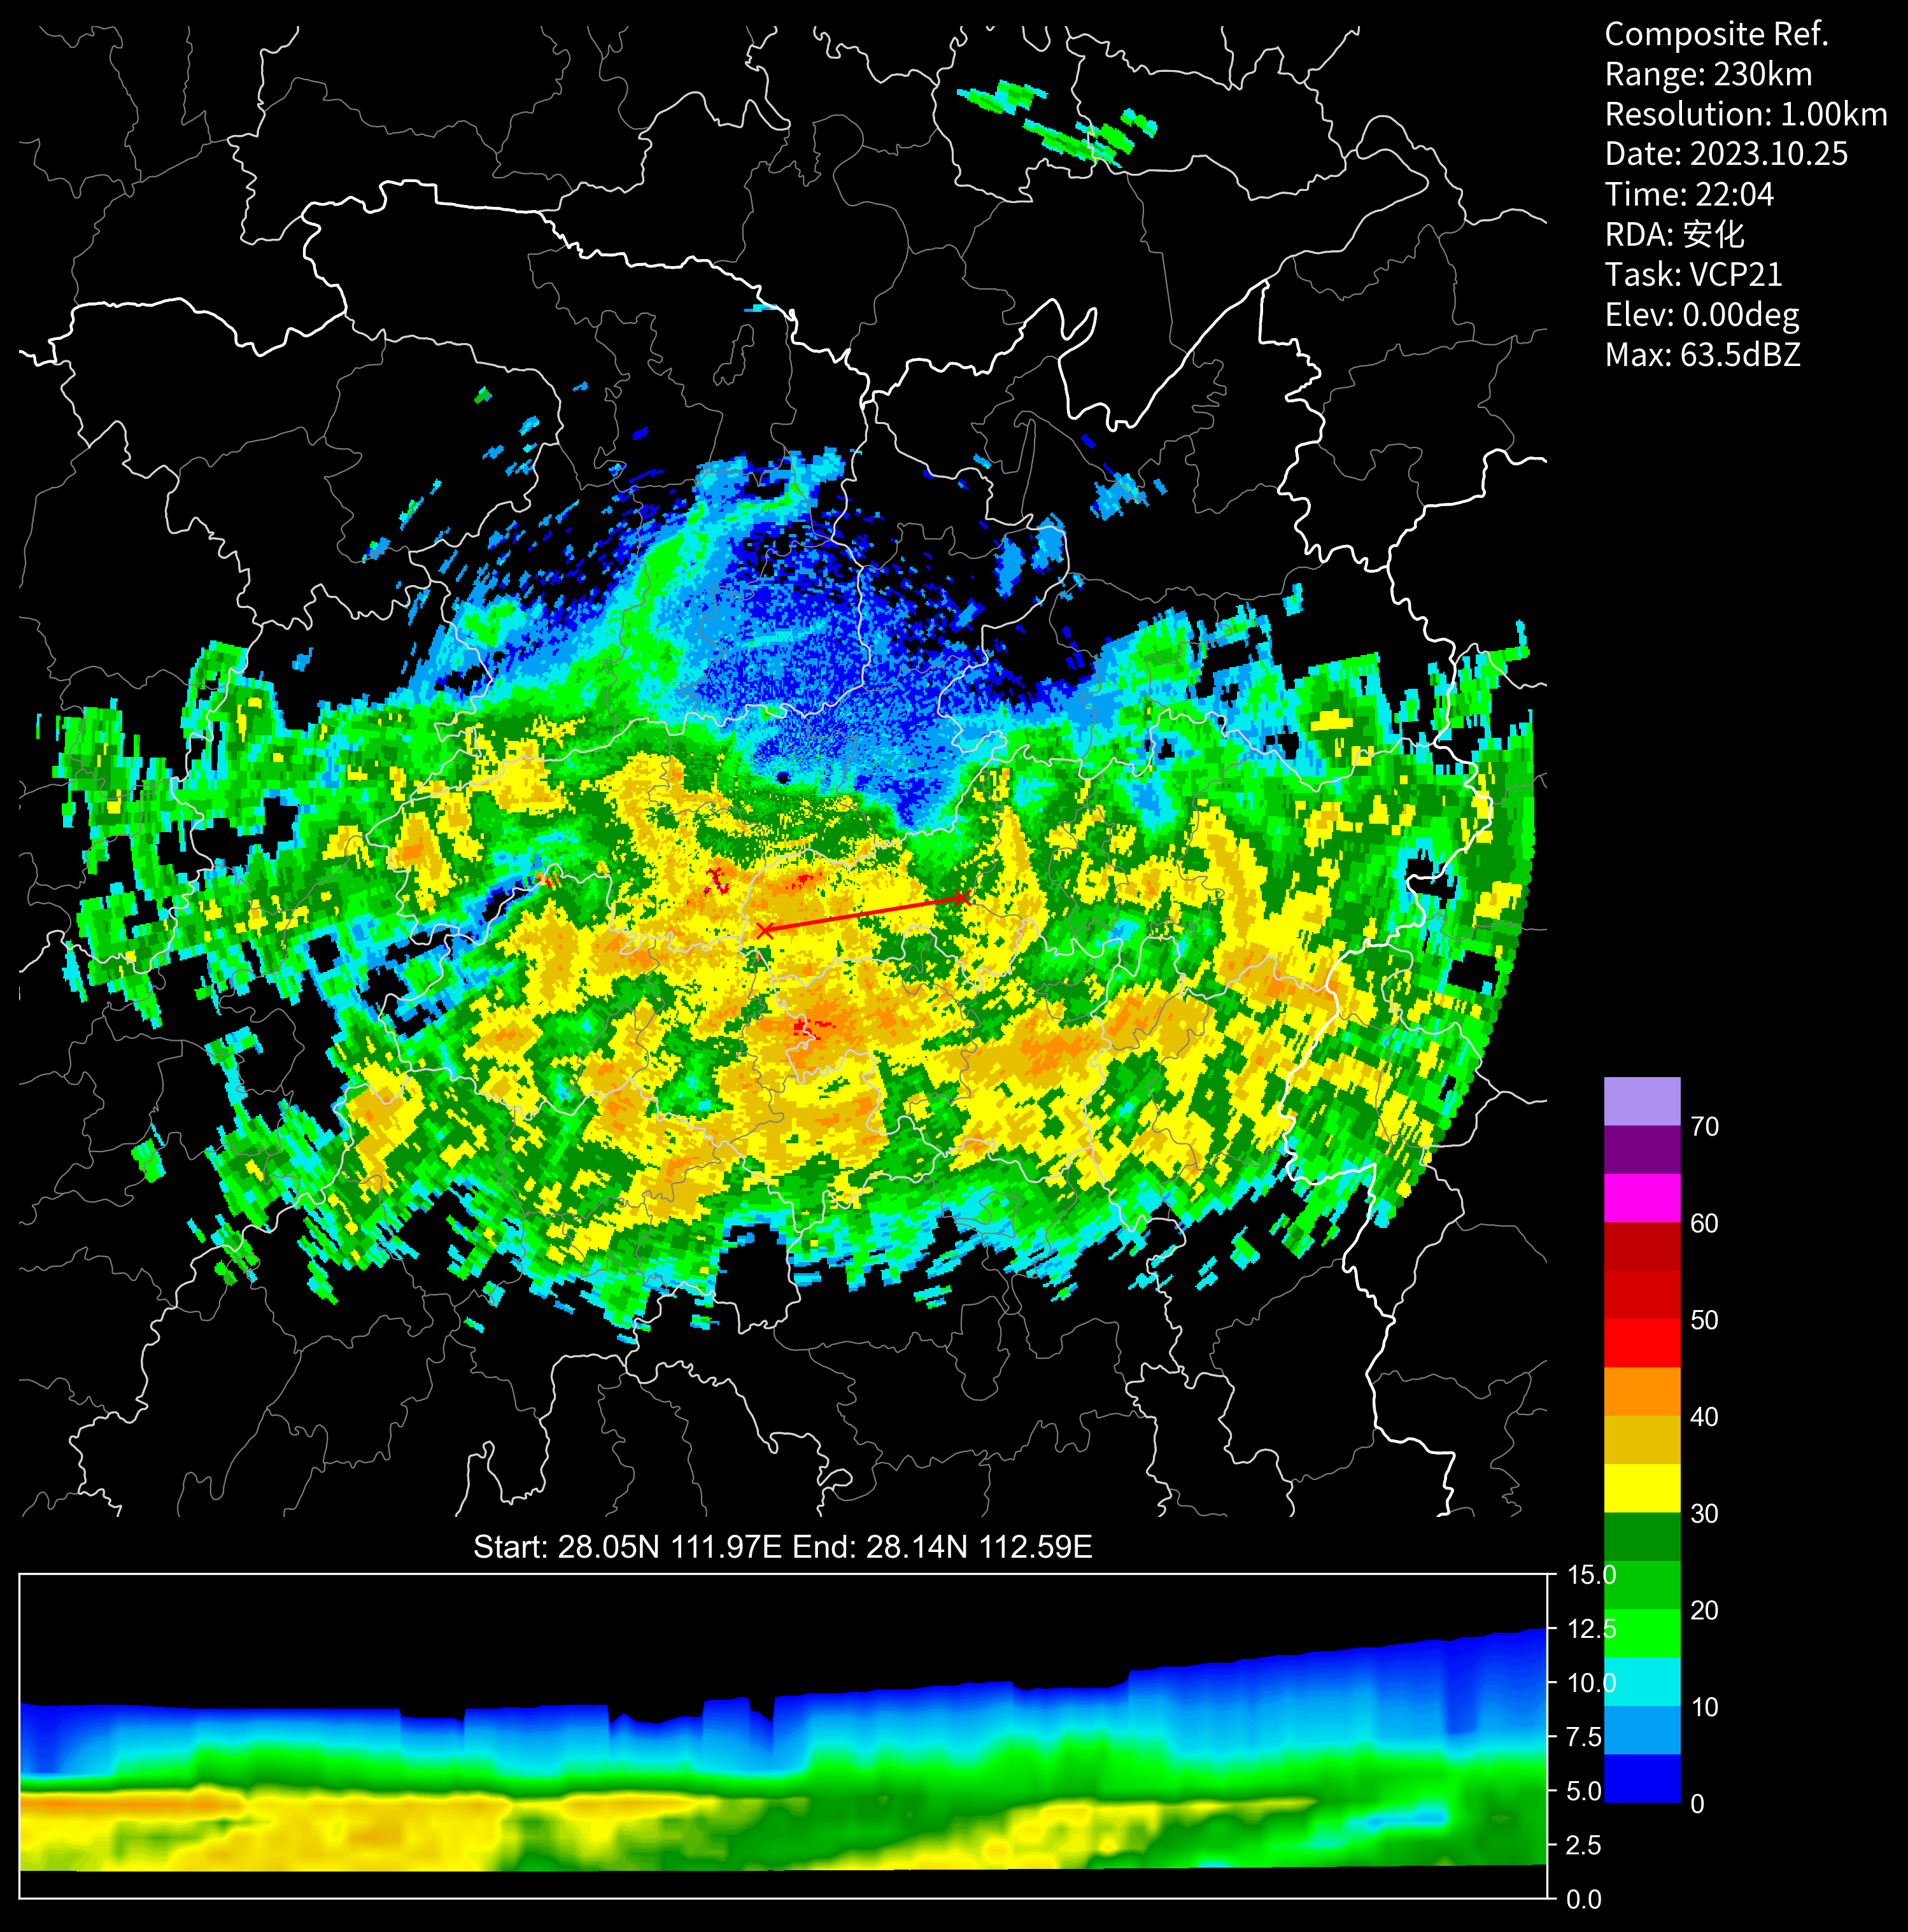 Composite Ref.
Range: 230km
Resolution: 1.00km
Date: 2023.10.25
Time: 22:04
RDA: 安化
Task: VCP21
Elev: 0.00deg
Max: 63.5dBZ
70
60
50
40
30
20
10
0
Start: 28.05N 111.97E End: 28.14N 112.59E
15.0
12.5
10.0
7.5
5.0
2.5
0.0